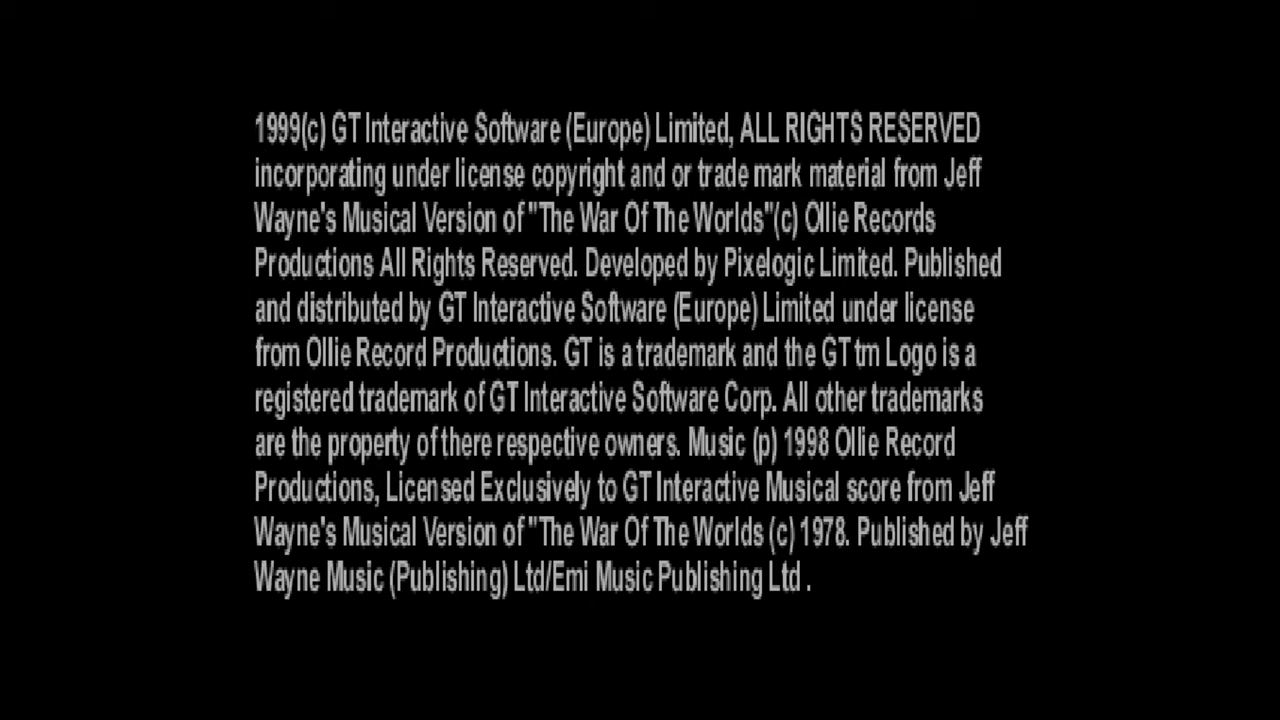 1999(c) GT Interactive Software (Europe) Limited, ALL RIGHTS RESERVED
incorporating under license copyright and or trade mark material from Jeff
Wayne's Musical Version of "The War Of The Worlds"(c) Ollie Records
Productions All Rights Reserved. Developed by Pixelogic Limited. Published
and distributed by GT Interactive Software (Europe) Limited under license
from Ollie Record Productions. GT is a trademark and the GT tm Logo is a
registered trademark of GT Interactive Software Corp. All other trademarks
are the property of there respective owners. Music (p) 1998 Ollie Record
Productions, Licensed Exclusively to GT Interactive Musical score from Jeff
Wayne's Musical Version of "The War Of The Worlds (c) 1978. Published by Jeff
Wayne Music (Publishing) Ltd/Emi Music Publishing Ltd .